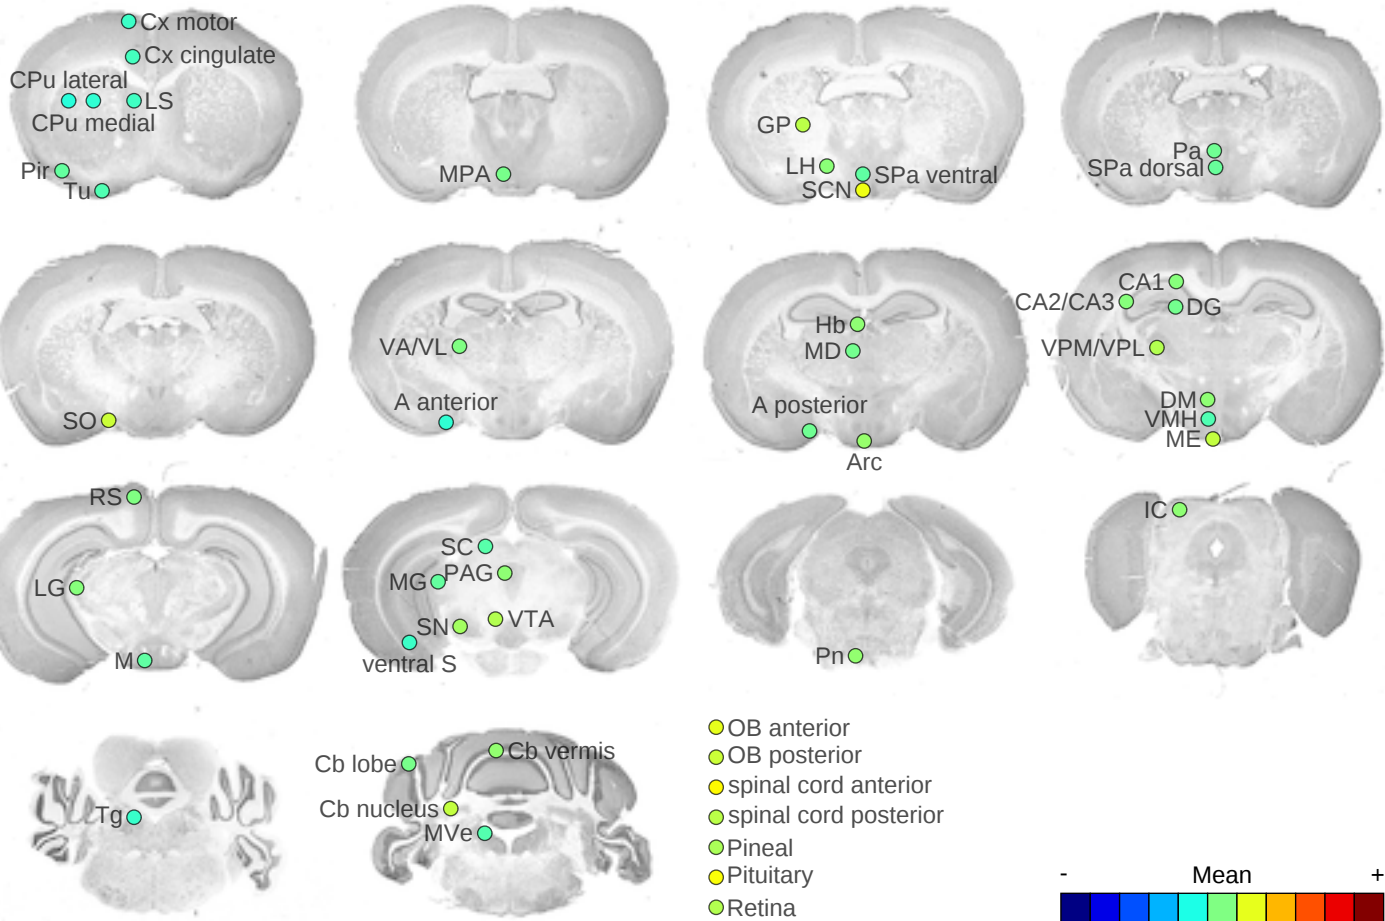 Cx motor
Cx cingulate
CPu lateral
LS
CPu medial
Pir
Tu
MPA
GP
LH
SPa ventral
SCN
Pa
SPa dorsal
SO
VA/VL
A anterior
Hb
MD
A posterior
Arc
CA1
CA2/CA3
DG
VPM/VPL
DM
VMH
ME
RS
LG
M
SC
MG
PAG
SN
VTA
ventral S
Pn
IC
Tg
Cb lobe
Cb vermis
Cb nucleus
MVe
OB anterior
OB posterior
spinal cord anterior
spinal cord posterior
Pineal
Pituitary
Retina
- Mean +